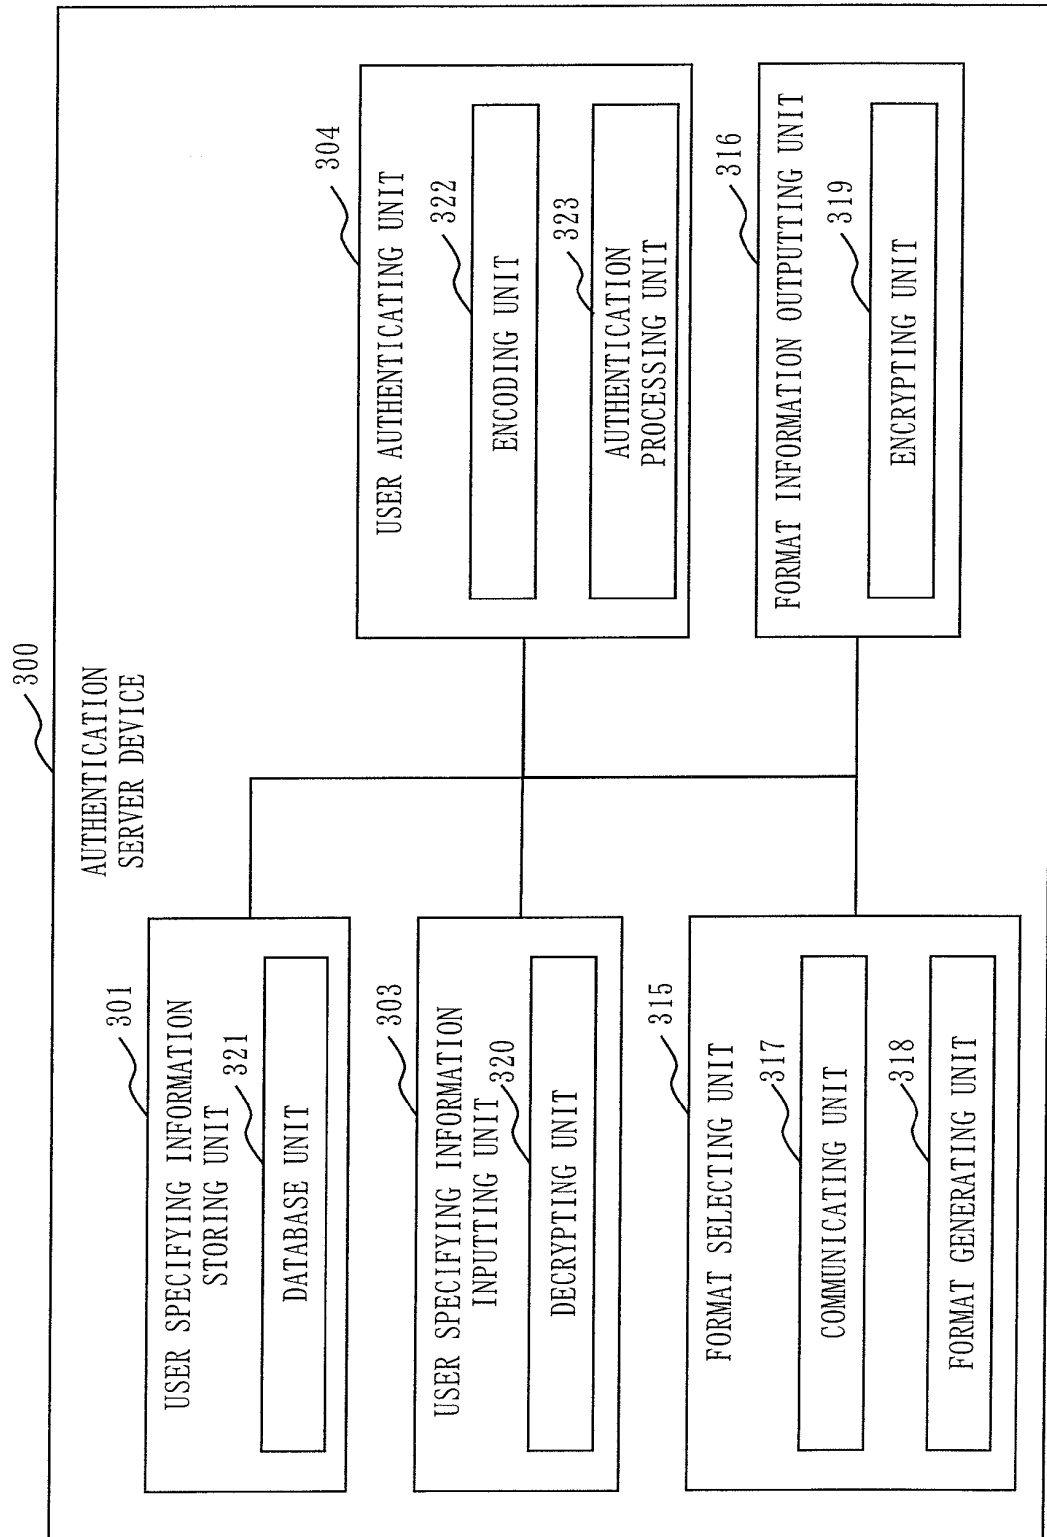 300
AUTHENTICATION
SERVER DEVICE
301
USER SPECIFYING INFORMATION
STORING UNIT
321
DATABASE UNIT
303
USER SPECIFYING INFORMATION
INPUTTING UNIT
320
DECRYPTING UNIT
315
FORMAT SELECTING UNIT
317
COMMUNICATING UNIT
318
FORMAT GENERATING UNIT
304
USER AUTHENTICATING UNIT
322
ENCODING UNIT
323
AUTHENTICATION
PROCESSING UNIT
316
FORMAT INFORMATION OUTPUTING UNIT
319
ENCRYPTING UNIT